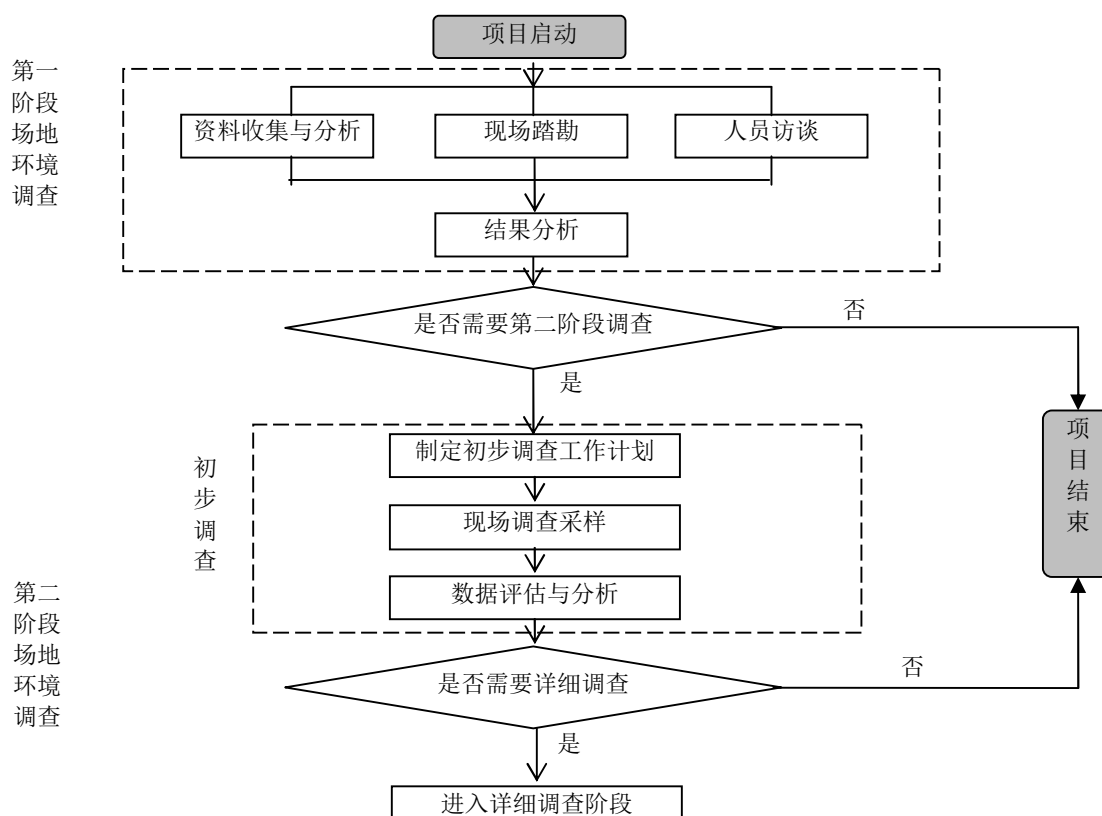 项目启动
第一
阶段
场地
环境
调查
资料收集与分析
现场踏勘
人员访谈
结果分析
是否需要第二阶段调查
否
是
初
步
调
查
制定初步调查工作计划
现场调查采样
数据评估与分析
项
目
结
束
第二
阶段
场地
环境
调查
是否需要详细调查
否
是
进入详细调查阶段